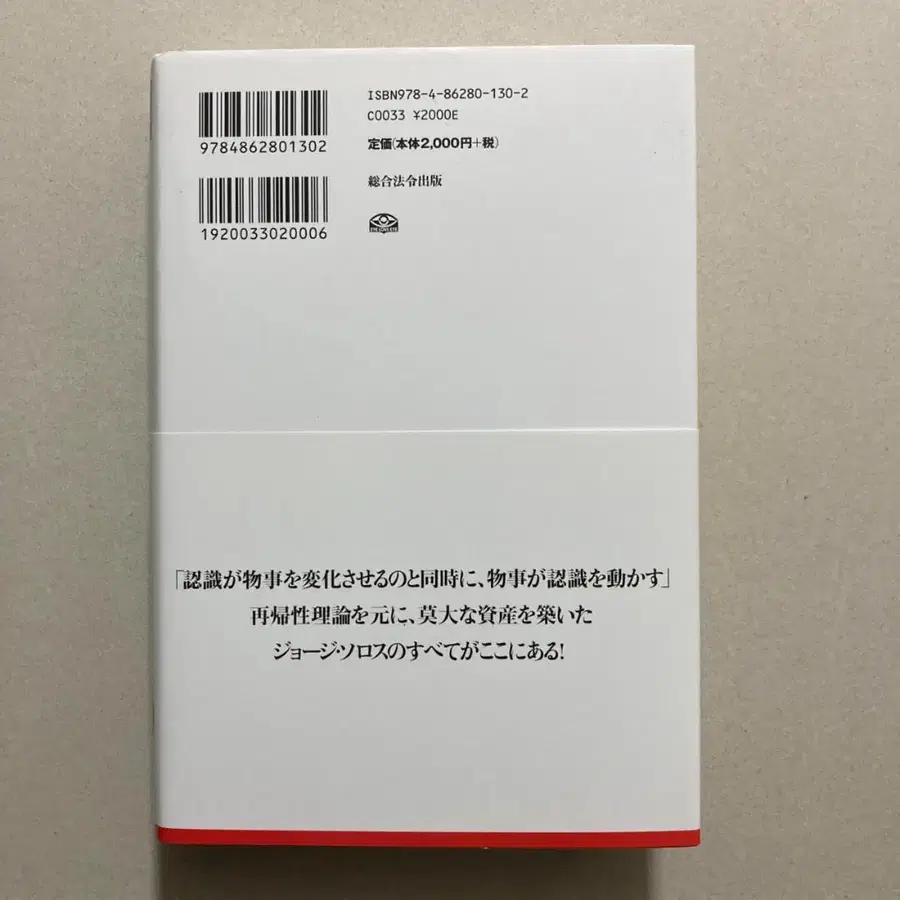 ISBN978-4-86280-130-2
C0033 ¥2000E
定価(本体2,000円+税)
総合法令出版
9784862801302
1920033020006
「認識が物事を変化させるのと同時に、物事が認識を動かす」
再帰性理論を元に、莫大な資産を築いた
ジョージ・ソロスのすべてがここにある!